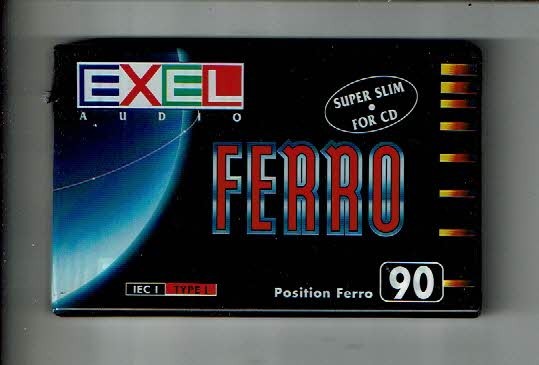 EXEL
AUDIO
SUPER SLIM
•
FOR CD
FERRO
IEC I TYPE I
Position Ferro 90